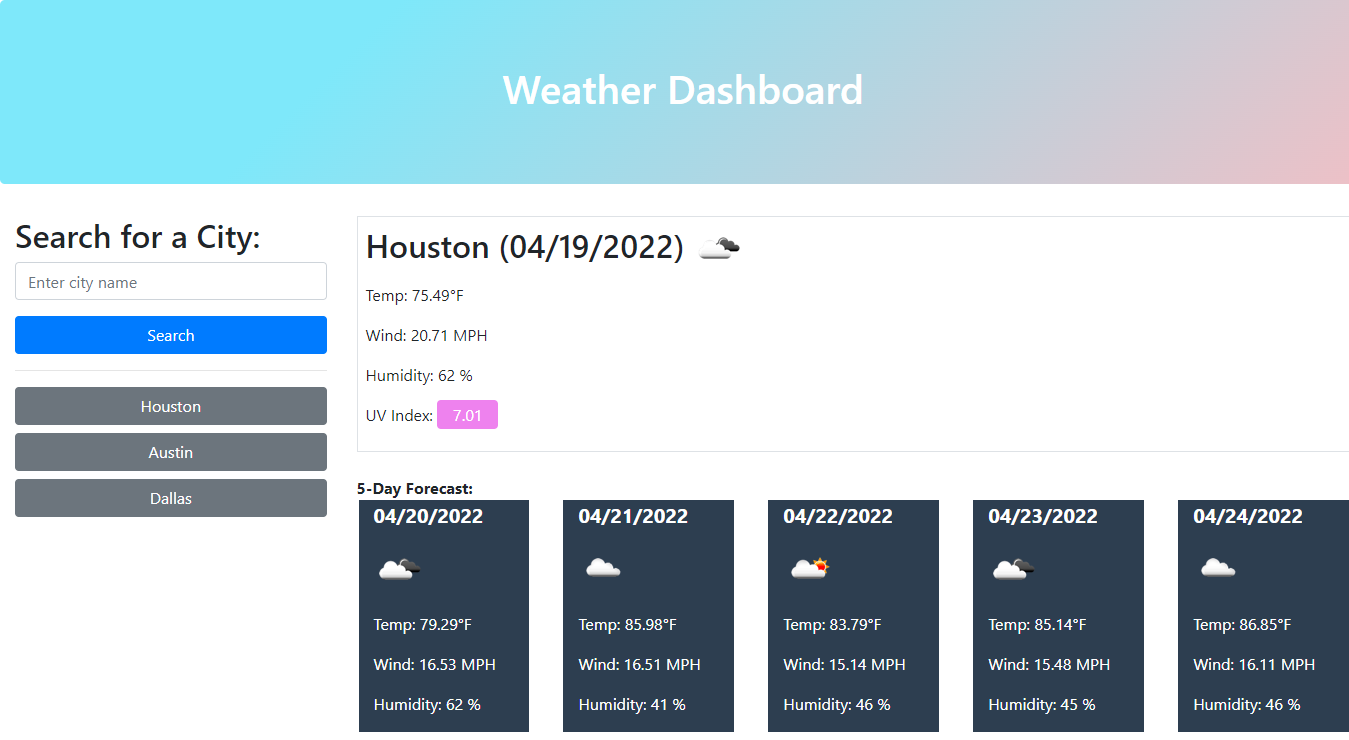 Weather Dashboard
Search for a City:
Enter city name
Search
Houston
Austin
Dallas
Houston (04/19/2022)
Temp: 75.49°F
Wind: 20.71 MPH
Humidity: 62 %
UV Index: 7.01
5-Day Forecast:
04/20/2022
Temp: 79.29°F
Wind: 16.53 MPH
Humidity: 62 %
04/21/2022
Temp: 85.98°F
Wind: 16.51 MPH
Humidity: 41 %
04/22/2022
Temp: 83.79°F
Wind: 15.14 MPH
Humidity: 46 %
04/23/2022
Temp: 85.14°F
Wind: 15.48 MPH
Humidity: 45 %
04/24/2022
Temp: 86.85°F
Wind: 16.11 MPH
Humidity: 46 %